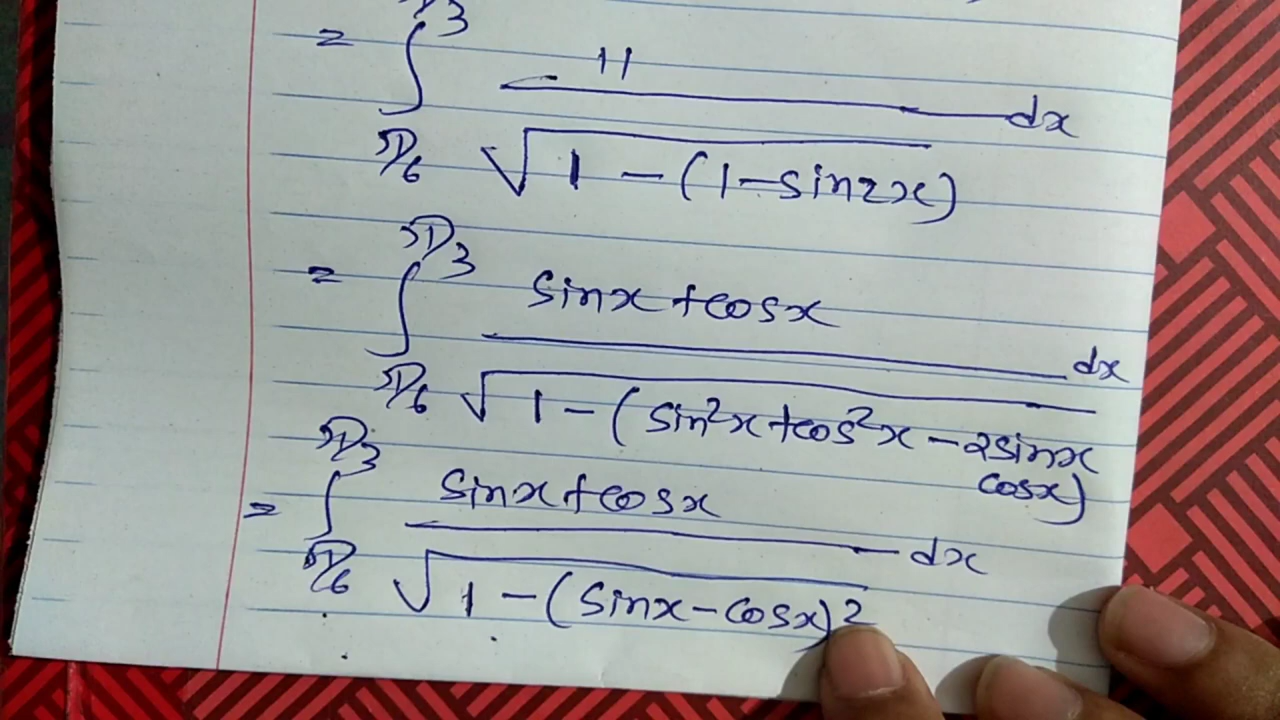 = ∫_{π/6}^{π/3} 〃 / √(1 - (1 - sin2x)) dx
= ∫_{π/6}^{π/3} (sinx + cosx) / √(1 - (sin²x + cos²x - 2sinx cosx)) dx
= ∫_{π/6}^{π/3} (sinx + cosx) / √(1 - (sinx - cosx)²) dx